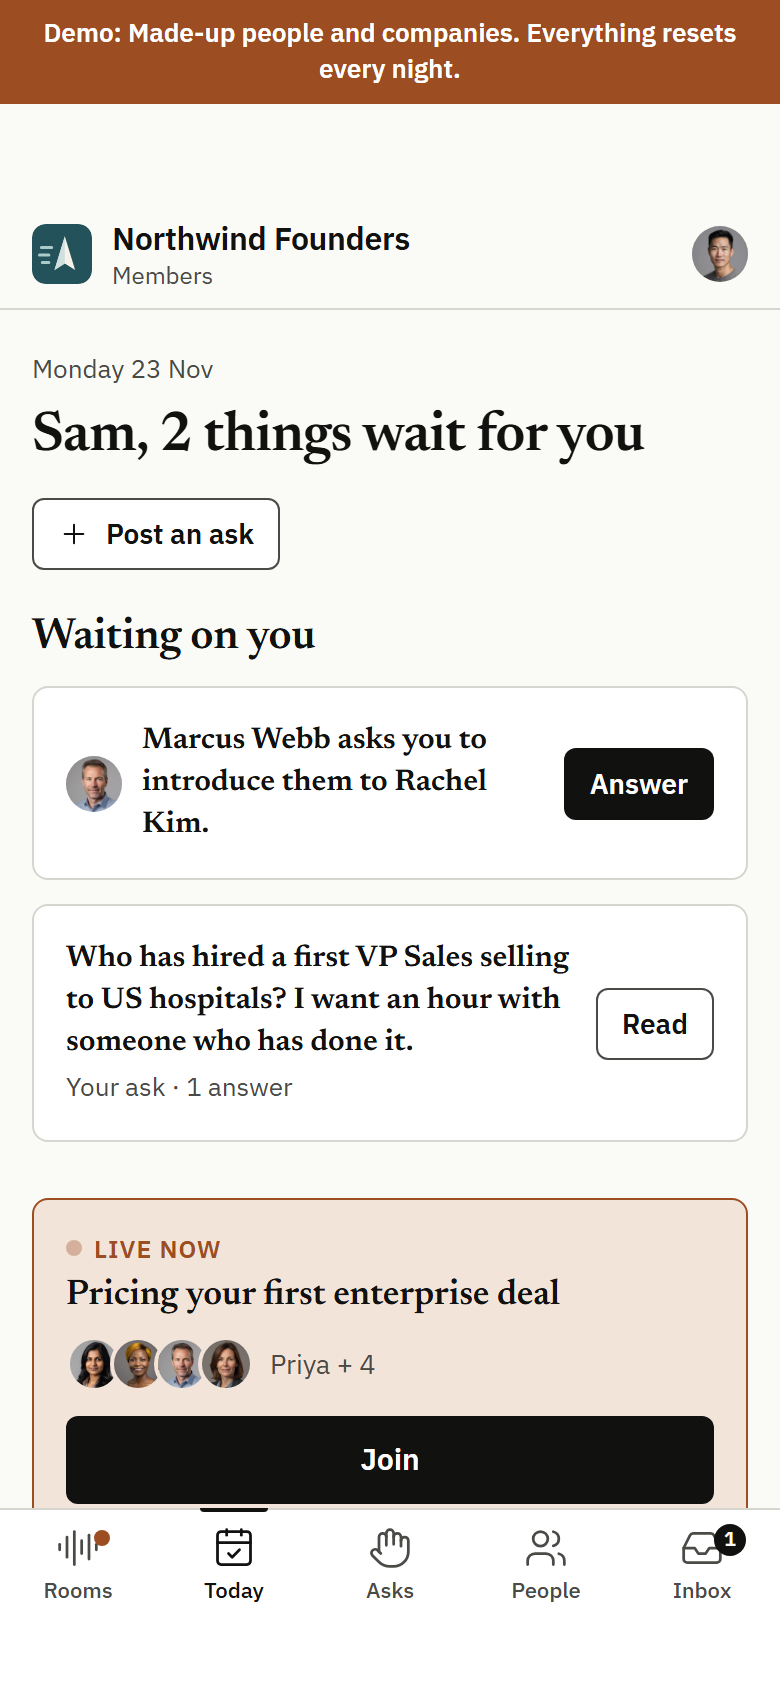 Demo: Made-up people and companies. Everything resets
every night.
Northwind Founders
Members
Monday 23 Nov
Sam, 2 things wait for you
Post an ask
Waiting on you
Marcus Webb asks you to
introduce them to Rachel
Kim.
Answer
Who has hired a first VP Sales selling
to US hospitals? I want an hour with
someone who has done it.
Your ask · 1 answer
Read
LIVE NOW
Pricing your first enterprise deal
Priya + 4
Join
Rooms
Today
Asks
People
1
Inbox